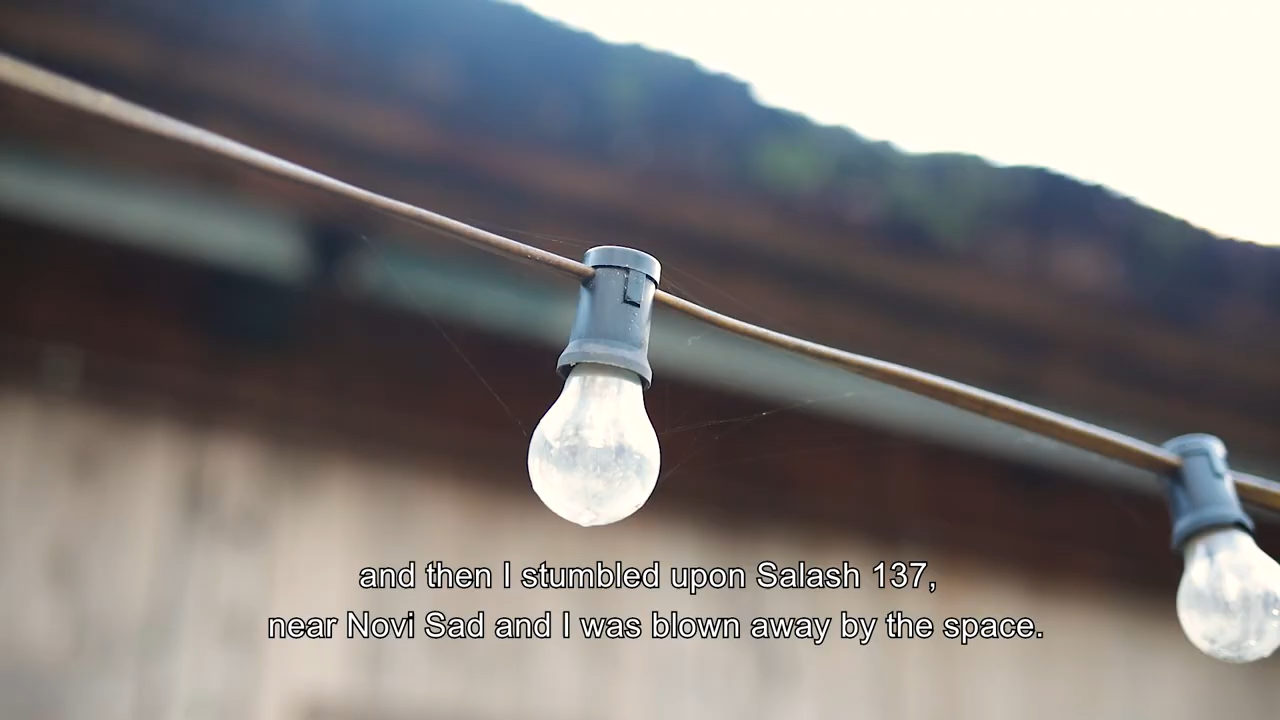 and then I stumbled upon Salash 137,
near Novi Sad and I was blown away by the space.